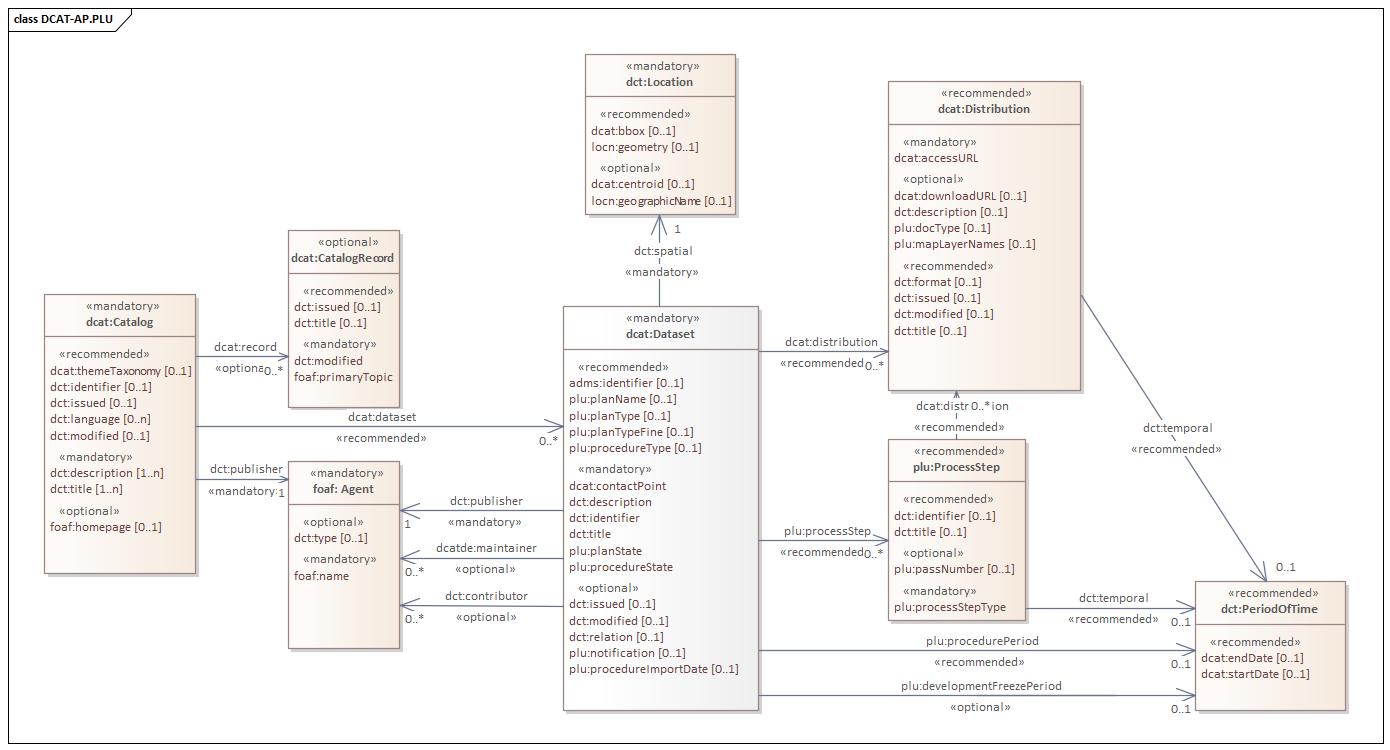 class DCAT-AP.PLU
«mandatory»
dct:Location
«recommended»
dcat:bbox [0..1]
locn:geometry [0..1]
«optional»
dcat:centroid [0..1]
locn:geographicName [0..1]
«recommended»
dcat:Distribution
«mandatory»
dcat:accessURL
«optional»
dcat:downloadURL [0..1]
dct:description [0..1]
plu:docType [0..1]
plu:mapLayerNames [0..1]
«recommended»
dct:format [0..1]
dct:issued [0..1]
dct:modified [0..1]
dct:title [0..1]
1
dct:spatial
«mandatory»
«optional»
dcat:CatalogRecord
«recommended»
dct:issued [0..1]
dct:title [0..1]
«mandatory»
dct:modified
foaf:primaryTopic
«mandatory»
dcat:Catalog
«recommended»
dcat:themeTaxonomy [0..1]
dct:identifier [0..1]
dct:issued [0..1]
dct:language [0..n]
dct:modified [0..1]
«mandatory»
dct:description [1..n]
dct:title [1..n]
«optional»
foaf:homepage [0..1]
dcat:record
«optiona0..*
dcat:dataset
«recommended»
0..*
dct:publisher
«mandatory:1
«mandatory»
foaf: Agent
«optional»
dct:type [0..1]
«mandatory»
foaf:name
dct:publisher
1
«mandatory»
dcatde:maintainer
0..*
«optional»
dct:contributor
0..*
«optional»
«mandatory»
dcat:Dataset
«recommended»
adms:identifier [0..1]
plu:planName [0..1]
plu:planType [0..1]
plu:planTypeFine [0..1]
plu:procedureType [0..1]
«mandatory»
dcat:contactPoint
dct:description
dct:identifier
dct:title
plu:planState
plu:procedureState
«optional»
dct:issued [0..1]
dct:modified [0..1]
dct:relation [0..1]
plu:notification [0..1]
plu:procedureImportDate [0..1]
dcat:distribution
«recommended0..*
dcat:distr 0..*ion
«recommended»
«recommended»
plu:ProcessStep
«recommended»
dct:identifier [0..1]
dct:title [0..1]
«optional»
plu:passNumber [0..1]
«mandatory»
plu:processStepType
plu:processStep
«recommended0..*
dct:temporal
«recommended»
0..1
dct:temporal
«recommended»
0..1
plu:procedurePeriod
«recommended»
0..1
plu:developmentFreezePeriod
«optional»
0..1
«recommended»
dct:PeriodOfTime
«recommended»
dcat:endDate [0..1]
dcat:startDate [0..1]